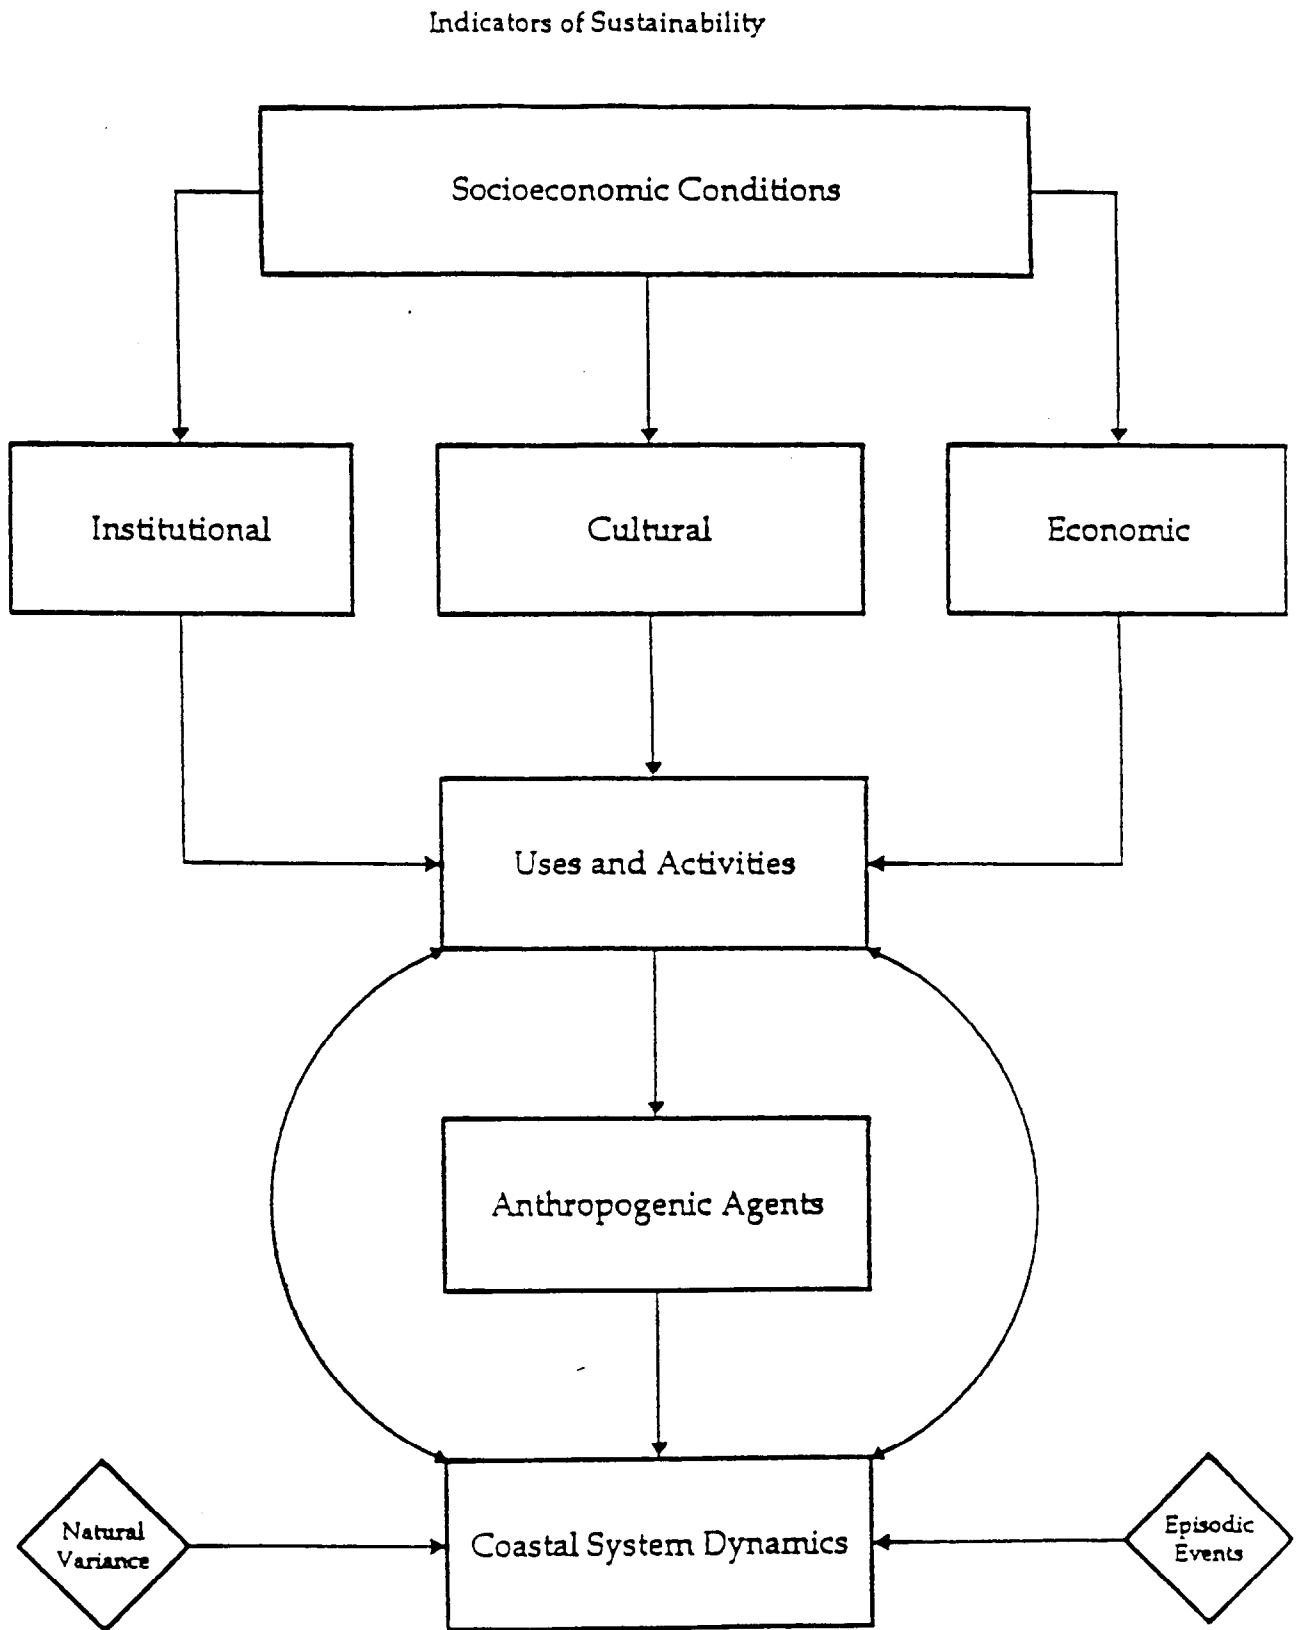 Indicators of Sustainability
Socioeconomic Conditions
Institutional
Cultural
Economic
Uses and Activities
Anthropogenic Agents
Natural
Variance
Coastal System Dynamics
Episodic
Events